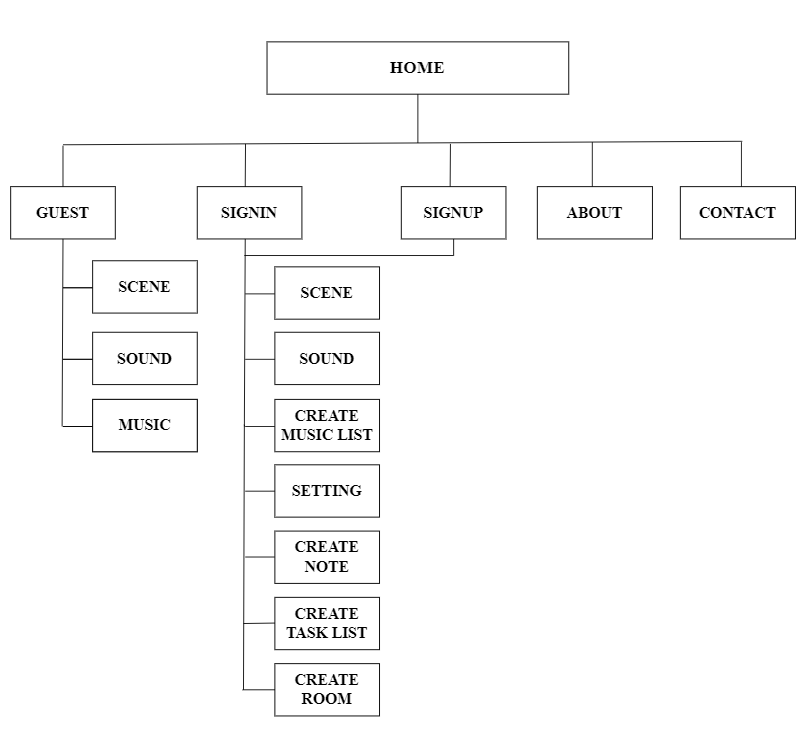 HOME
GUEST
SIGNIN
SIGNUP
ABOUT
CONTACT
SCENE
SOUND
MUSIC
SCENE
SOUND
CREATE
MUSIC LIST
SETTING
CREATE
NOTE
CREATE
TASK LIST
CREATE
ROOM